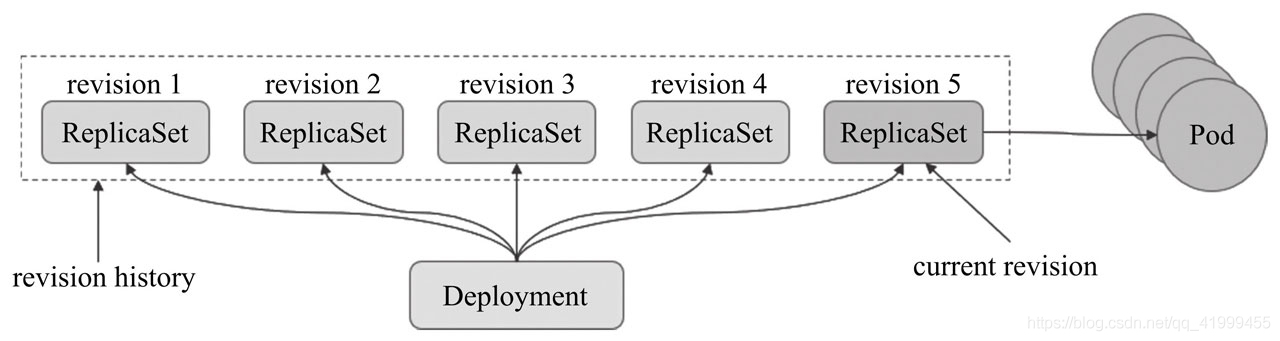 revision 1
revision 2
revision 3
revision 4
revision 5
ReplicaSet
ReplicaSet
ReplicaSet
ReplicaSet
ReplicaSet
Pod
revision history
Deployment
current revision
https://blog.csdn.net/qq_41999455